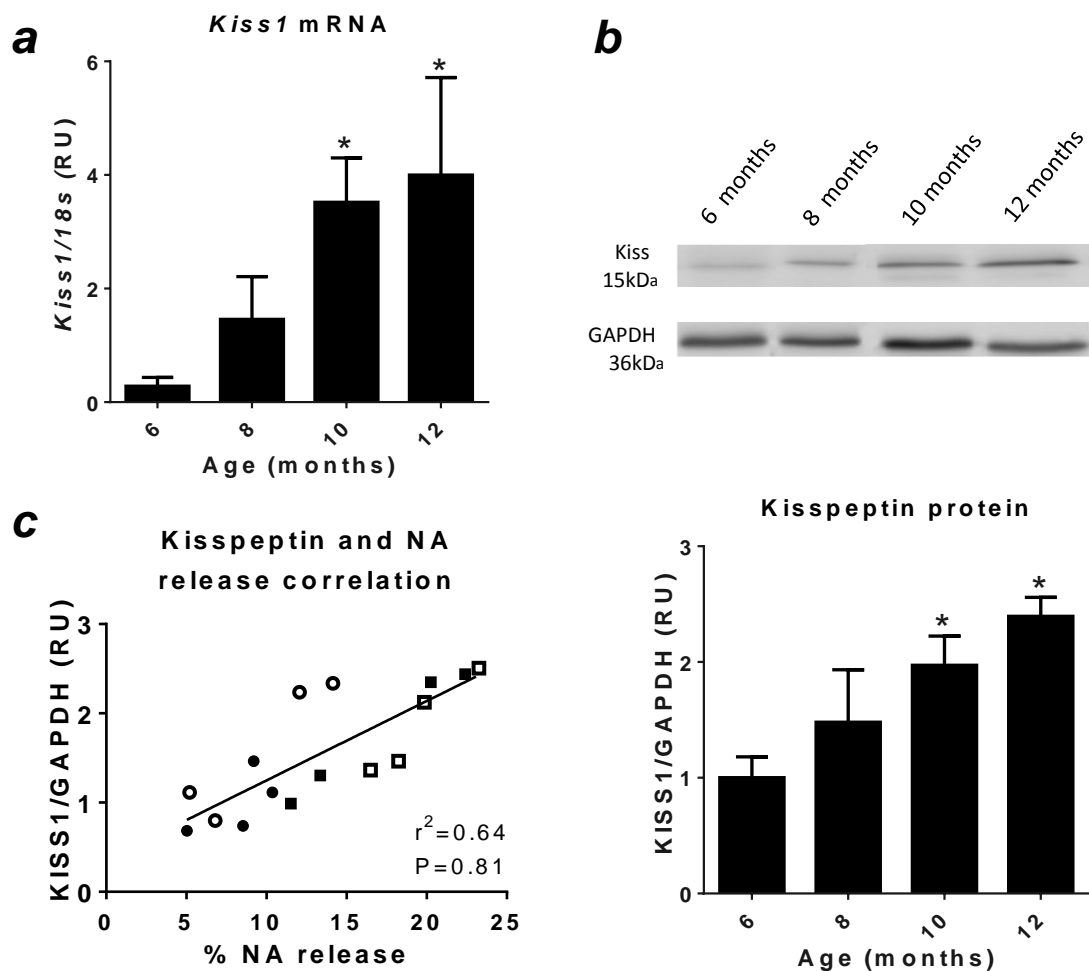 a
Kiss1 mRNA
Kiss1/18s (RU)
6
4
2
0
*
*
6
8
10
12
Age (months)
b
6 months
8 months
10 months
12 months
Kiss
15kDa
GAPDH
36kDa
Kisspeptin protein
KISS1/GAPDH (RU)
3
2
1
0
*
*
6
8
10
12
Age (months)
c
Kisspeptin and NA
release correlation
KISS1/GAPDH (RU)
3
2
1
0
r²=0.64
P=0.81
0
5
10
15
20
25
% NA release